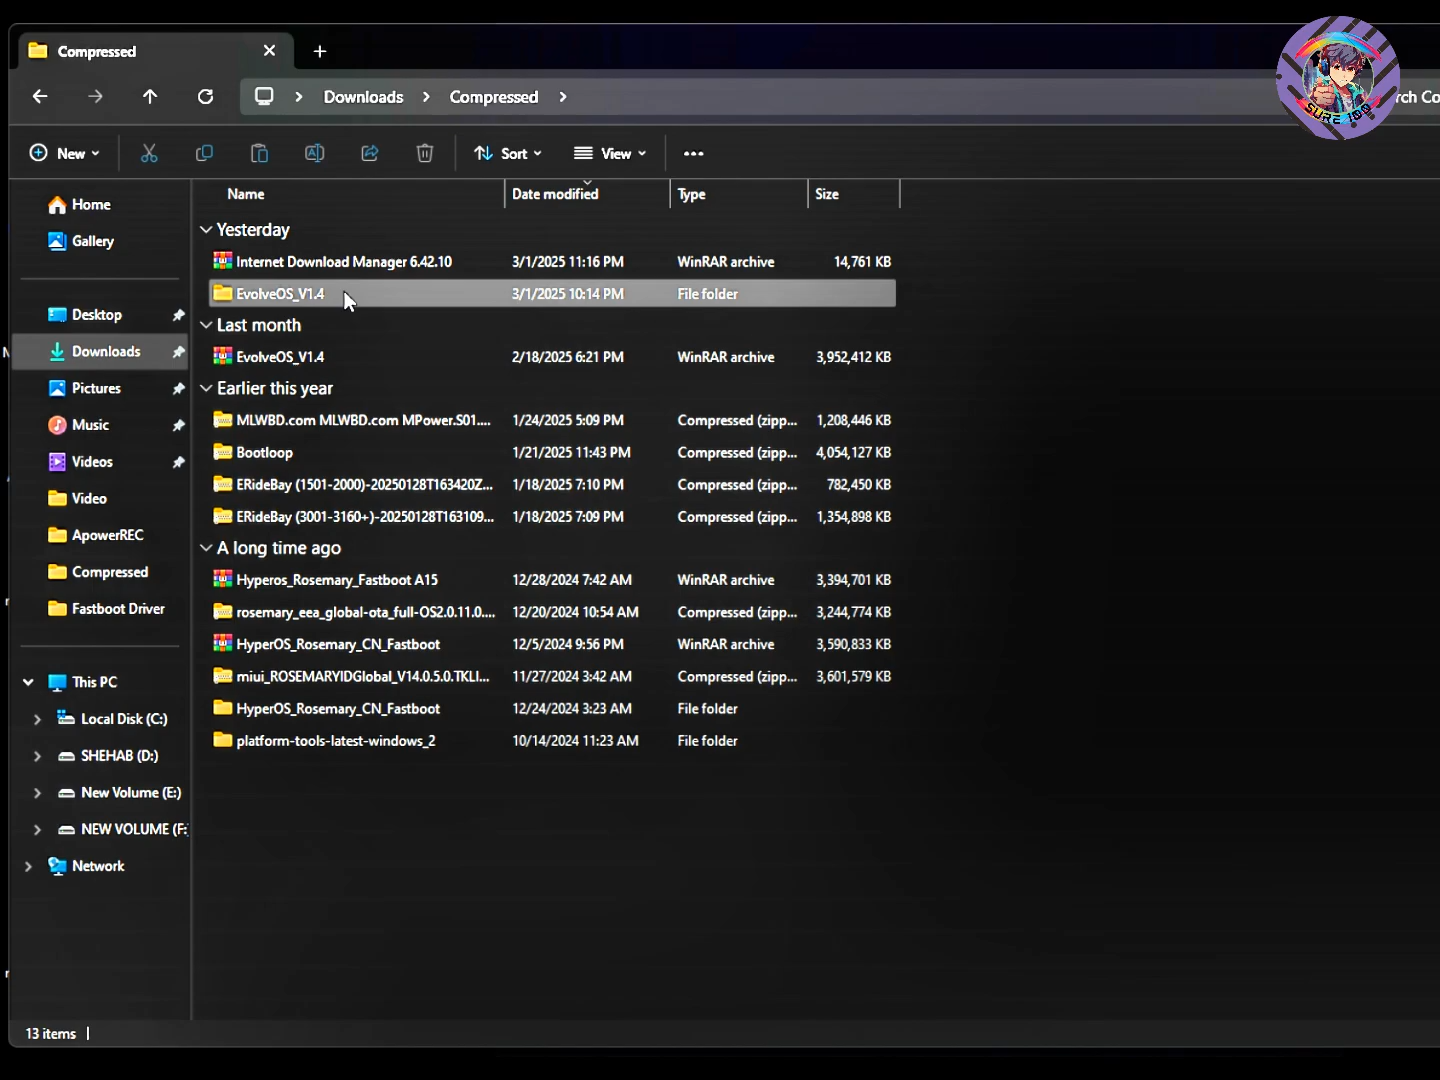 Compressed
Downloads
Compressed
rch Co
SURE 100
New
Sort
View
Name
Date modified
Type
Size
Home
Gallery
Desktop
Downloads
Pictures
Music
Videos
Video
ApowerREC
Compressed
Fastboot Driver
This PC
Local Disk (C:)
SHEHAB (D:)
New Volume (E:)
NEW VOLUME (F:
Network
Yesterday
Internet Download Manager 6.42.10 3/1/2025 11:16 PM WinRAR archive 14,761 KB
EvolveOS_V1.4 3/1/2025 10:14 PM File folder
Last month
EvolveOS_V1.4 2/18/2025 6:21 PM WinRAR archive 3,952,412 KB
Earlier this year
MLWBD.com MLWBD.com MPower.S01.... 1/24/2025 5:09 PM Compressed (zipp... 1,208,446 KB
Bootloop 1/21/2025 11:43 PM Compressed (zipp... 4,054,127 KB
ERideBay (1501-2000)-20250128T163420Z... 1/18/2025 7:10 PM Compressed (zipp... 782,450 KB
ERideBay (3001-3160+)-20250128T163109... 1/18/2025 7:09 PM Compressed (zipp... 1,354,898 KB
A long time ago
Hyperos_Rosemary_Fastboot A15 12/28/2024 7:42 AM WinRAR archive 3,394,701 KB
rosemary_eea_global-ota_full-OS2.0.11.0.... 12/20/2024 10:54 AM Compressed (zipp... 3,244,774 KB
HyperOS_Rosemary_CN_Fastboot 12/5/2024 9:56 PM WinRAR archive 3,590,833 KB
miui_ROSEMARYIDGlobal_V14.0.5.0.TKLI... 11/27/2024 3:42 AM Compressed (zipp... 3,601,579 KB
HyperOS_Rosemary_CN_Fastboot 12/24/2024 3:23 AM File folder
platform-tools-latest-windows_2 10/14/2024 11:23 AM File folder
13 items